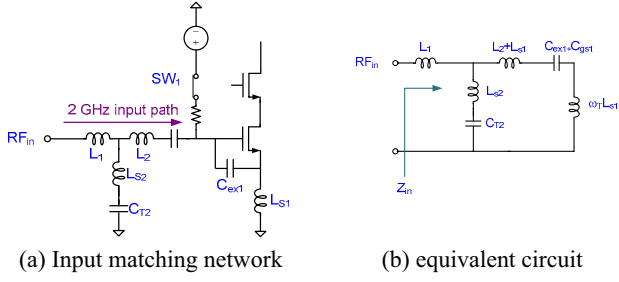 SW₁
2 GHz input path
RFin
L₁
L₂
LS2
CT2
Cex1
LS1
(a) Input matching network
L₁
L₂+Ls1
Cex1+Cgs1
RFin
Ls2
CT2
ωTLs1
Zin
(b) equivalent circuit